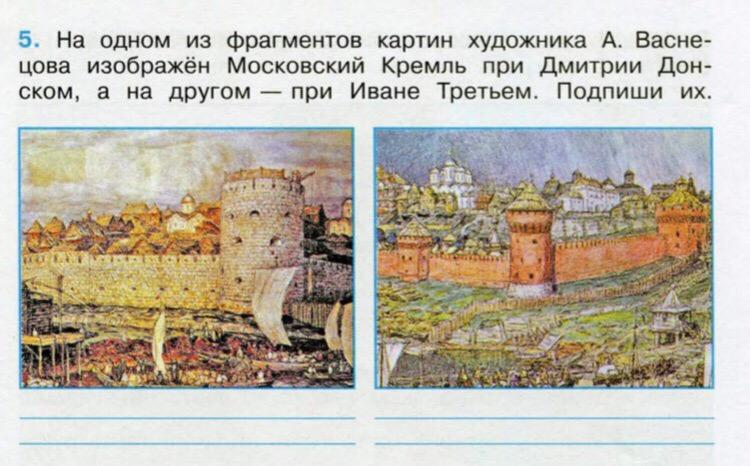 5. На одном из фрагментов картин художника А. Васне-
цова изображён Московский Кремль при Дмитрии Дон-
ском, а на другом — при Иване Третьем. Подпиши их.